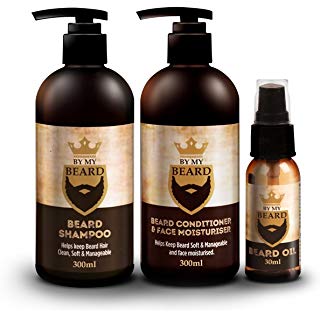 BY MY
BEARD
BEARD
SHAMPOO
Helps keep Beard Hair
Clean, Soft & Manageable
300ml
BY MY
BEARD
BEARD CONDITIONER
& FACE MOISTURISER
Helps Keep Beard Soft & Manageable
and face moisturised.
300ml
BY MY
BEARD
BEARD OIL
30ml